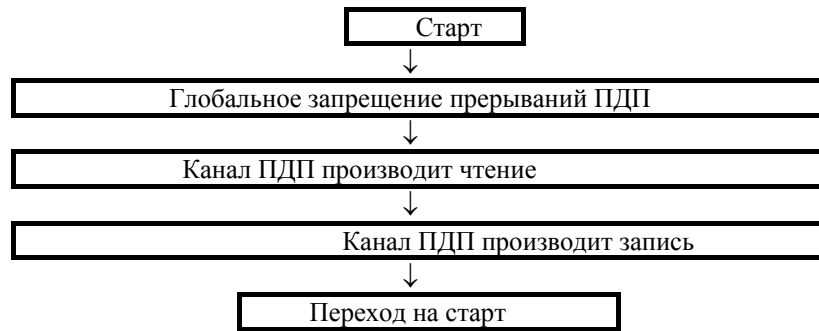 Старт
↓
Глобальное запрещение прерываний ПДП
↓
Канал ПДП производит чтение
↓
Канал ПДП производит запись
↓
Переход на старт